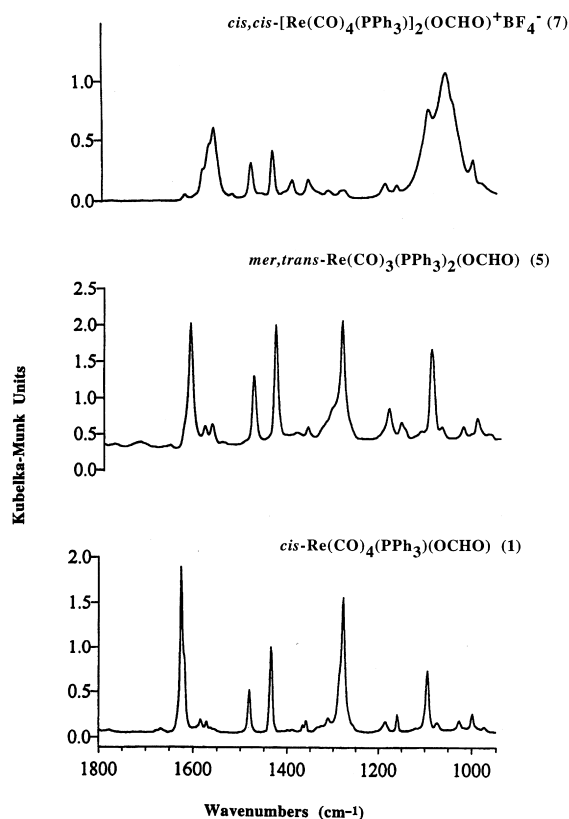 cis,cis-[Re(CO)4(PPh3)]2(OCHO)+BF4- (7)
1.0
0.5
0.0
mer,trans-Re(CO)3(PPh3)2(OCHO) (5)
2.5
2.0
1.5
1.0
0.5
0.0
Kubelka-Munk Units
cis-Re(CO)4(PPh3)(OCHO) (1)
2.0
1.5
1.0
0.5
0.0
1800 1600 1400 1200 1000
Wavenumbers (cm-1)